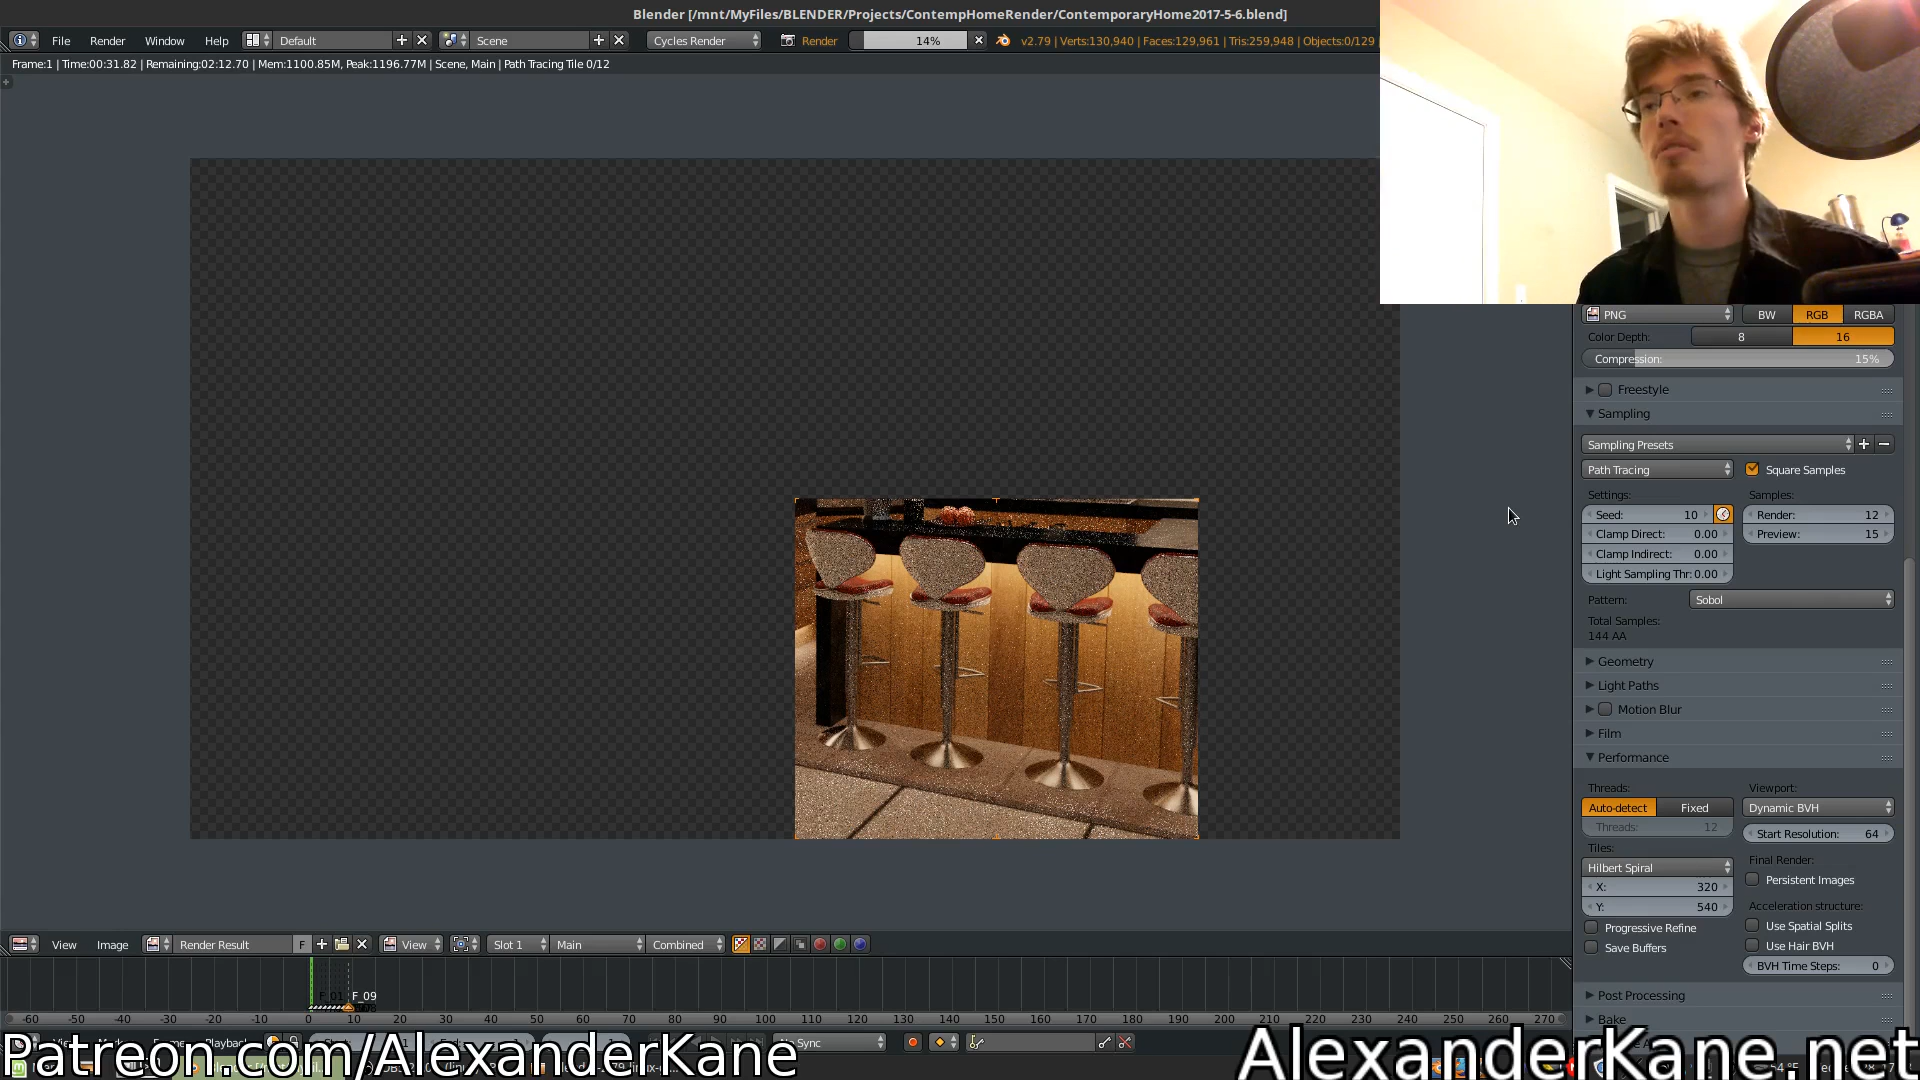 Blender [/mnt/MyFiles/BLENDER/Projects/ContempHomeRender/ContemporaryHome2017-5-6.blend]
File Render Window Help Default Scene Cycles Render Render 14% v2.79 | Verts:130,940 | Faces:129,961 | Tris:259,948 | Objects:0/129
Frame:1 | Time:00:31.82 | Remaining:02:12.70 | Mem:1100.85M, Peak:1196.77M | Scene, Main | Path Tracing Tile 0/12
PNG BW RGB RGBA
Color Depth: 8 16
Compression: 15%
Freestyle
Sampling
Sampling Presets
Path Tracing Square Samples
Settings: Samples:
Seed: 10 Render: 12
Clamp Direct: 0.00 Preview: 15
Clamp Indirect: 0.00
Light Sampling Thr: 0.00
Pattern: Sobol
Total Samples:
144 AA
Geometry
Light Paths
Motion Blur
Film
Performance
Threads: Viewport:
Auto-detect Fixed Dynamic BVH
Threads: 12 Start Resolution: 64
Tiles: Final Render:
Hilbert Spiral Persistent Images
X: 320
Y: 540 Acceleration structure:
Progressive Refine Use Spatial Splits
Save Buffers Use Hair BVH
BVH Time Steps: 0
Post Processing
Bake
View Image Render Result F View Slot 1 Main Combined
F_01 F_09
-60 -50 -40 -30 -20 -10 0 10 20 30 40 50 60 70 80 90 100 110 120 130 140 150 160 170 180 190 200 210 220 230 240 250 260 270
Playback No Sync
Patreon.com/AlexanderKane
AlexanderKane.net